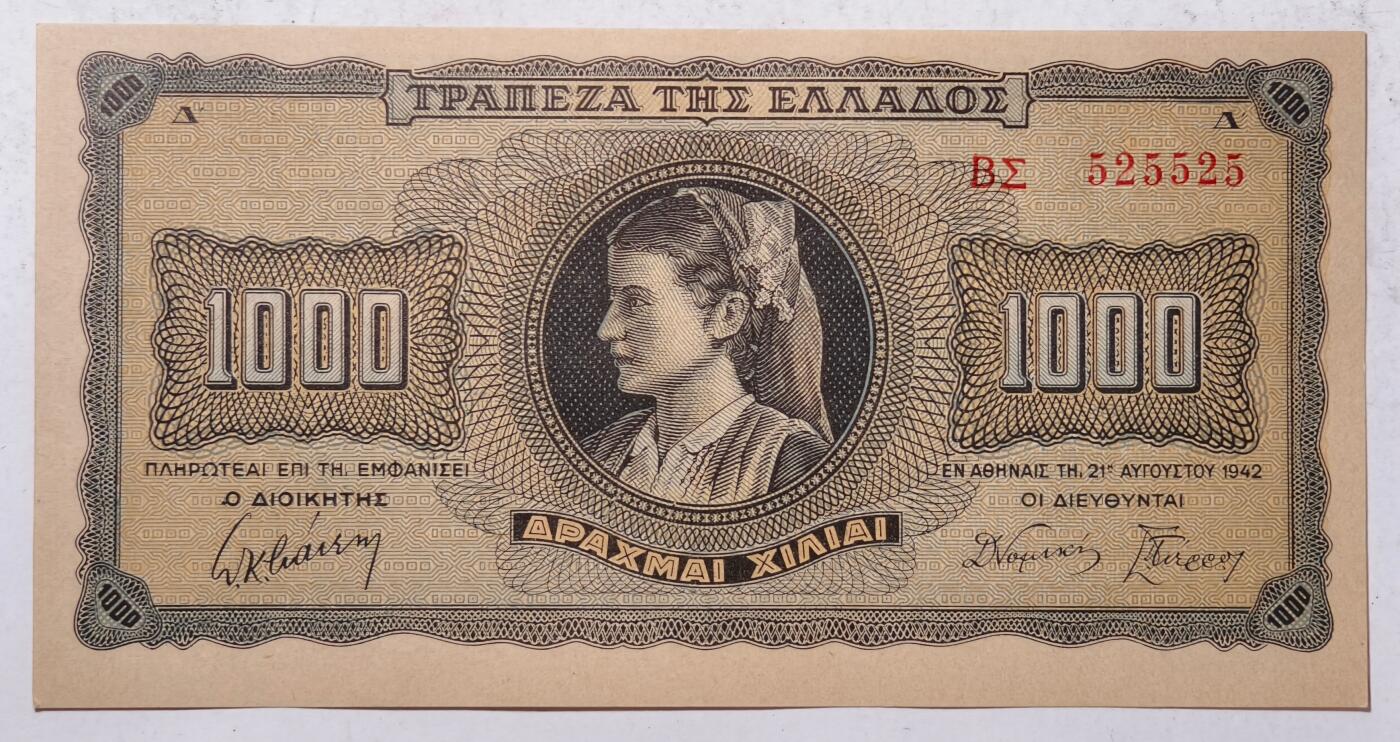 1000 ΤΡΑΠΕΖΑ ΤΗΣ ΕΛΛΑΔΟΣ 1000
Δ Δ
ΒΣ 525525
1000 1000
ΠΛΗΡΩΤΕΑΙ ΕΠΙ ΤΗ, ΕΜΦΑΝΙΣΕΙ
Ο ΔΙΟΙΚΗΤΗΣ
ΕΝ ΑΘΗΝΑΙΣ ΤΗ, 21ῃ ΑΥΓΟΥΣΤΟΥ 1942
ΟΙ ΔΙΕΥΘΥΝΤΑΙ
ΔΡΑΧΜΑΙ ΧΙΛΙΑΙ
1000 1000